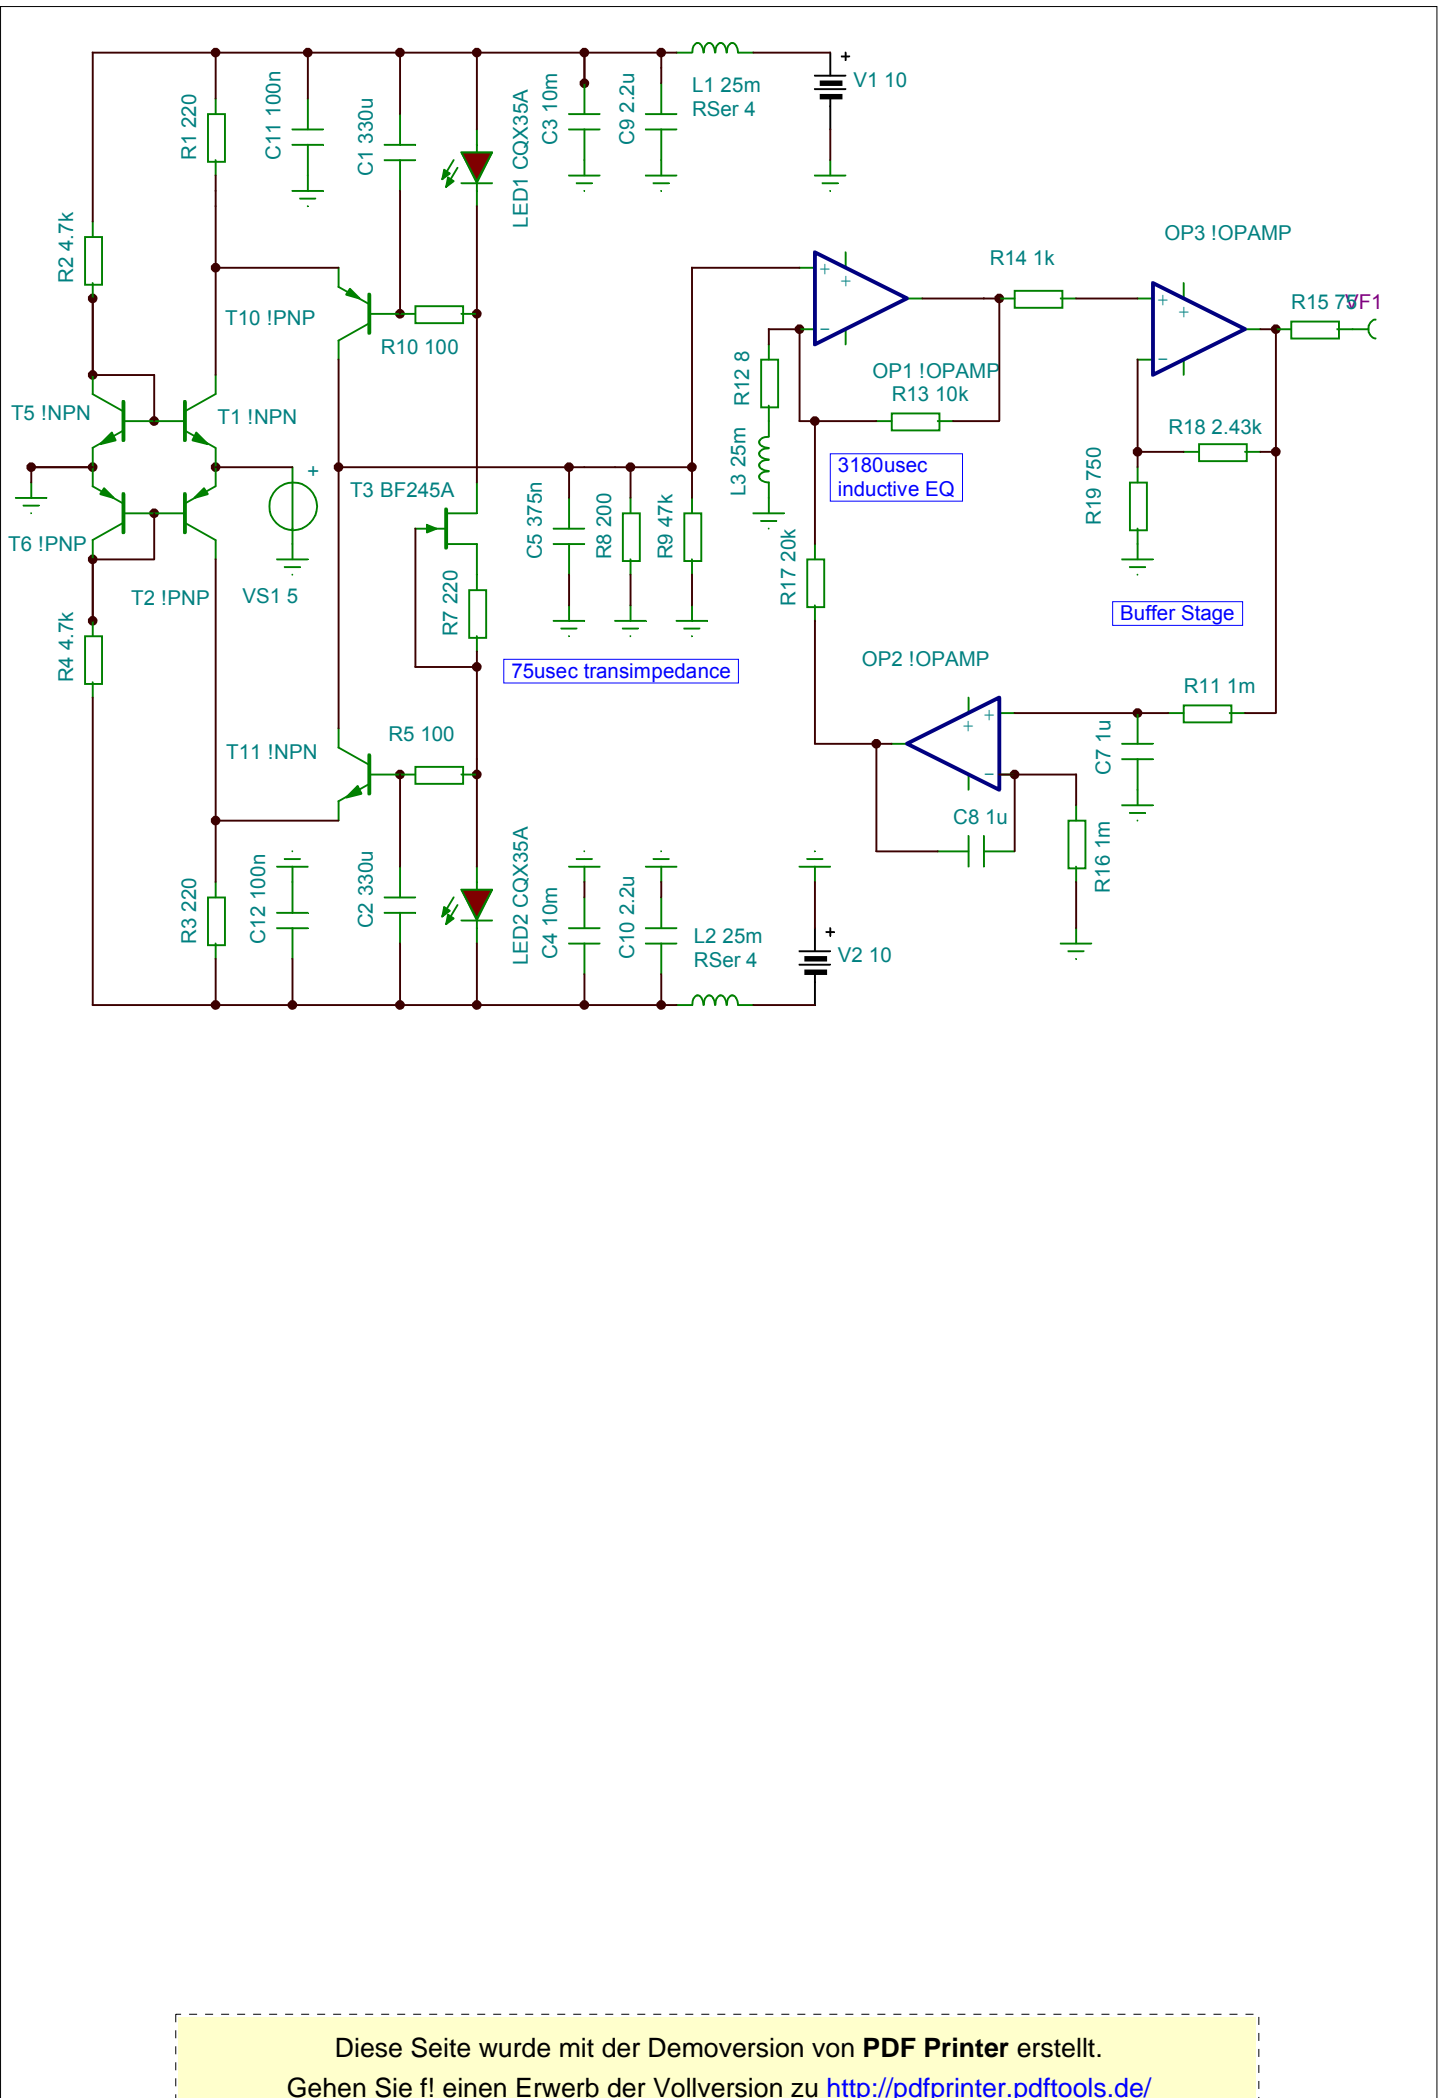 R1 220
C11 100n
C1 330u
LED1 CQX35A
C3 10m
C9 2.2u
L1 25m
RSer 4
+
V1 10
R2 4.7k
T10 !PNP
R10 100
OP3 !OPAMP
R14 1k
R15 75
VF1
T5 !NPN
T1 !NPN
R12 8
OP1 !OPAMP
R13 10k
R18 2.43k
L3 25m
3180usec
inductive EQ
R19 750
+
T3 BF245A
C5 375n
R8 200
R9 47k
T6 !PNP
T2 !PNP
VS1 5
R7 220
R17 20k
Buffer Stage
R4 4.7k
75usec transimpedance
OP2 !OPAMP
R11 1m
T11 !NPN
R5 100
C7 1u
C8 1u
R16 1m
R3 220
C12 100n
C2 330u
LED2 CQX35A
C4 10m
C10 2.2u
L2 25m
RSer 4
+
V2 10
Diese Seite wurde mit der Demoversion von PDF Printer erstellt.
Gehen Sie f! einen Erwerb der Vollversion zu http://pdfprinter.pdftools.de/